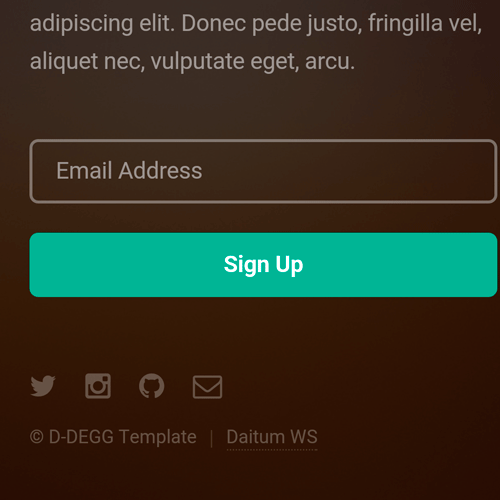 adipiscing elit. Donec pede justo, fringilla vel,
aliquet nec, vulputate eget, arcu.
Email Address
Sign Up
© D-DEGG Template | Daitum WS